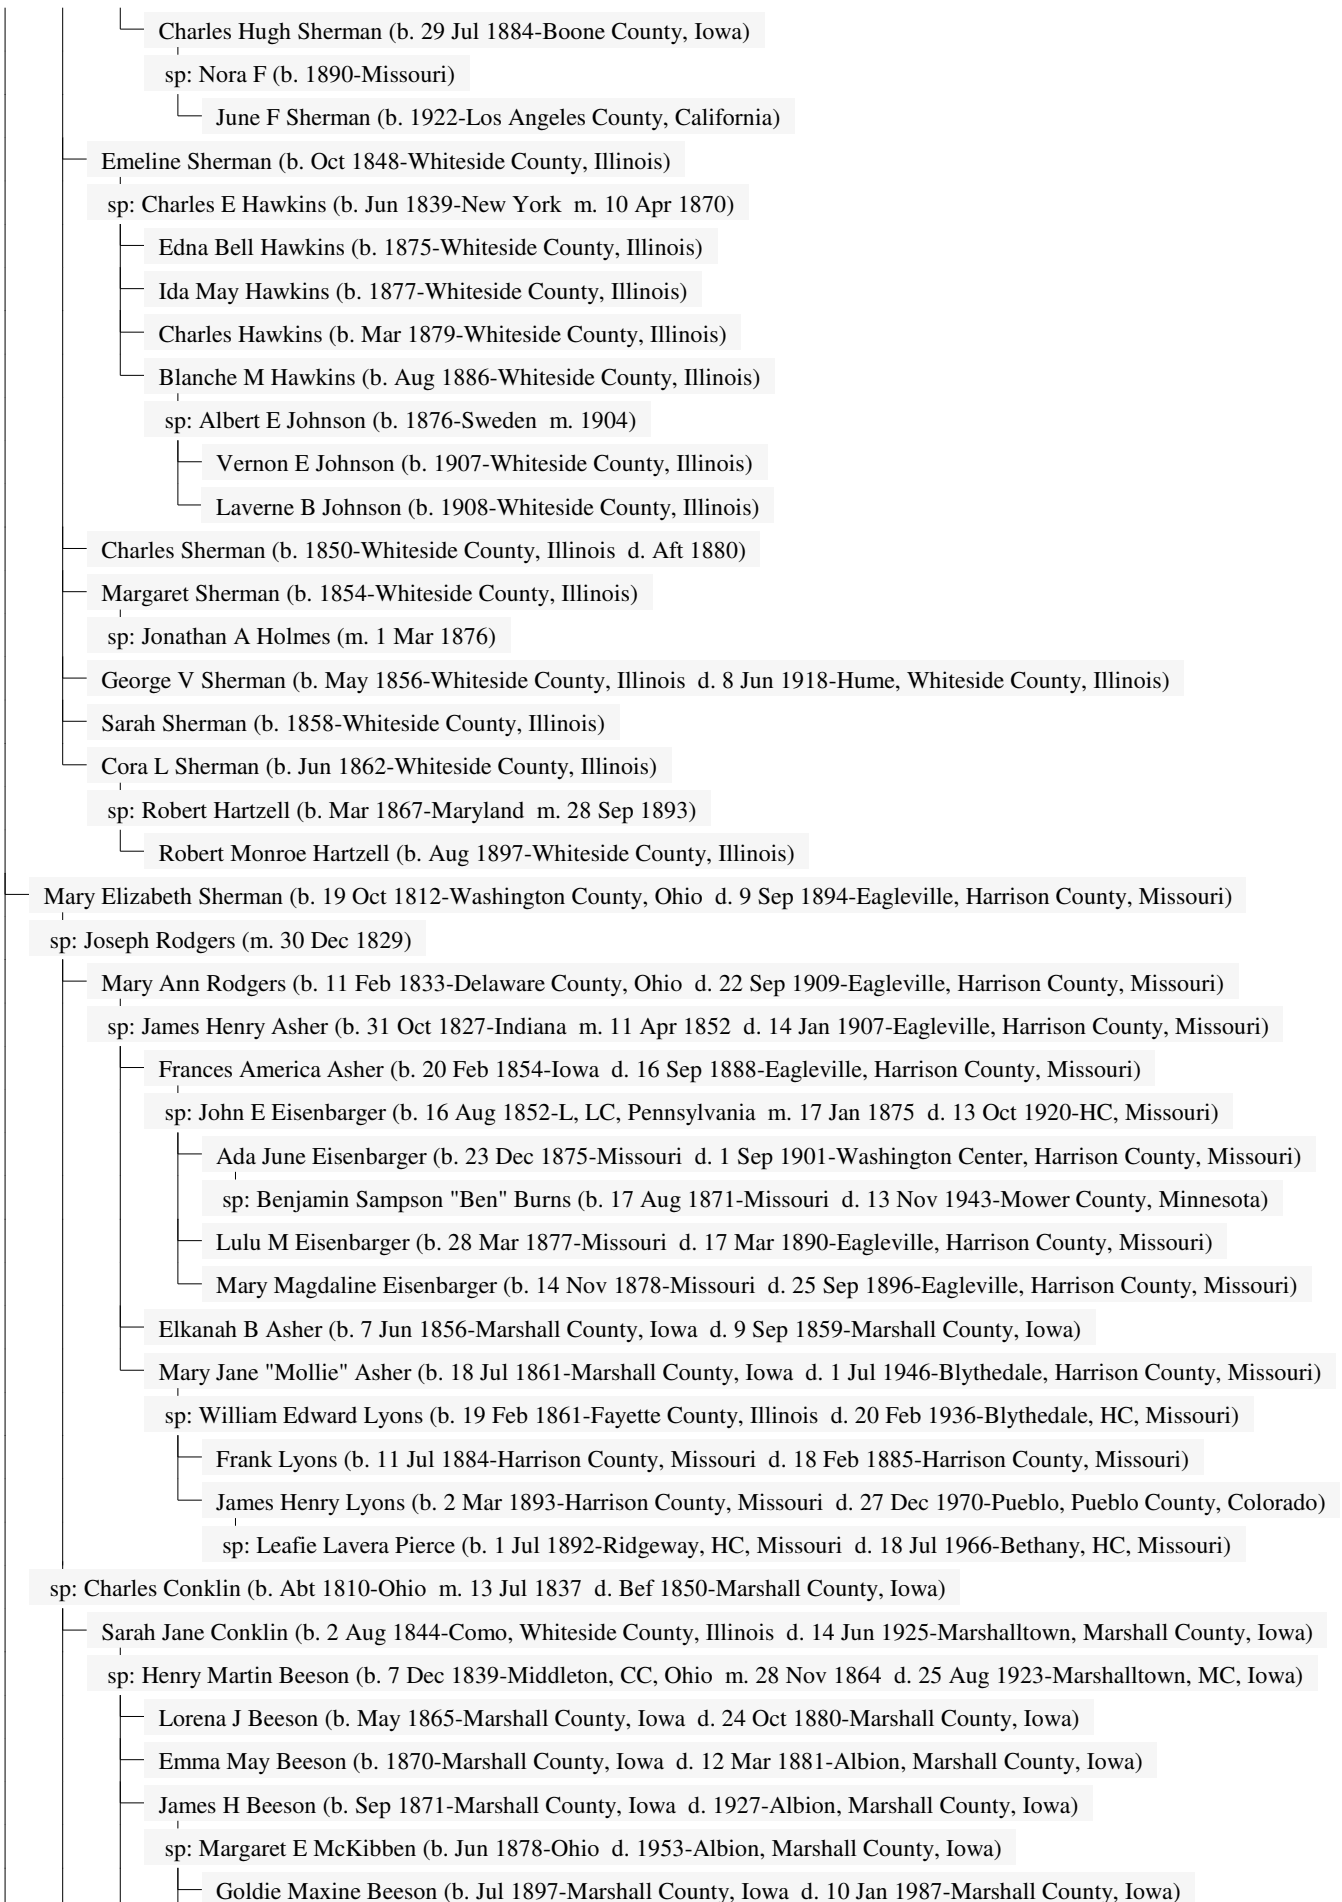 Charles Hugh Sherman (b. 29 Jul 1884-Boone County, Iowa)
sp: Nora F (b. 1890-Missouri)
June F Sherman (b. 1922-Los Angeles County, California)
Emeline Sherman (b. Oct 1848-Whiteside County, Illinois)
sp: Charles E Hawkins (b. Jun 1839-New York  m. 10 Apr 1870)
Edna Bell Hawkins (b. 1875-Whiteside County, Illinois)
Ida May Hawkins (b. 1877-Whiteside County, Illinois)
Charles Hawkins (b. Mar 1879-Whiteside County, Illinois)
Blanche M Hawkins (b. Aug 1886-Whiteside County, Illinois)
sp: Albert E Johnson (b. 1876-Sweden  m. 1904)
Vernon E Johnson (b. 1907-Whiteside County, Illinois)
Laverne B Johnson (b. 1908-Whiteside County, Illinois)
Charles Sherman (b. 1850-Whiteside County, Illinois  d. Aft 1880)
Margaret Sherman (b. 1854-Whiteside County, Illinois)
sp: Jonathan A Holmes (m. 1 Mar 1876)
George V Sherman (b. May 1856-Whiteside County, Illinois  d. 8 Jun 1918-Hume, Whiteside County, Illinois)
Sarah Sherman (b. 1858-Whiteside County, Illinois)
Cora L Sherman (b. Jun 1862-Whiteside County, Illinois)
sp: Robert Hartzell (b. Mar 1867-Maryland  m. 28 Sep 1893)
Robert Monroe Hartzell (b. Aug 1897-Whiteside County, Illinois)
Mary Elizabeth Sherman (b. 19 Oct 1812-Washington County, Ohio  d. 9 Sep 1894-Eagleville, Harrison County, Missouri)
sp: Joseph Rodgers (m. 30 Dec 1829)
Mary Ann Rodgers (b. 11 Feb 1833-Delaware County, Ohio  d. 22 Sep 1909-Eagleville, Harrison County, Missouri)
sp: James Henry Asher (b. 31 Oct 1827-Indiana  m. 11 Apr 1852  d. 14 Jan 1907-Eagleville, Harrison County, Missouri)
Frances America Asher (b. 20 Feb 1854-Iowa  d. 16 Sep 1888-Eagleville, Harrison County, Missouri)
sp: John E Eisenbarger (b. 16 Aug 1852-L, LC, Pennsylvania  m. 17 Jan 1875  d. 13 Oct 1920-HC, Missouri)
Ada June Eisenbarger (b. 23 Dec 1875-Missouri  d. 1 Sep 1901-Washington Center, Harrison County, Missouri)
sp: Benjamin Sampson "Ben" Burns (b. 17 Aug 1871-Missouri  d. 13 Nov 1943-Mower County, Minnesota)
Lulu M Eisenbarger (b. 28 Mar 1877-Missouri  d. 17 Mar 1890-Eagleville, Harrison County, Missouri)
Mary Magdaline Eisenbarger (b. 14 Nov 1878-Missouri  d. 25 Sep 1896-Eagleville, Harrison County, Missouri)
Elkanah B Asher (b. 7 Jun 1856-Marshall County, Iowa  d. 9 Sep 1859-Marshall County, Iowa)
Mary Jane "Mollie" Asher (b. 18 Jul 1861-Marshall County, Iowa  d. 1 Jul 1946-Blythedale, Harrison County, Missouri)
sp: William Edward Lyons (b. 19 Feb 1861-Fayette County, Illinois  d. 20 Feb 1936-Blythedale, HC, Missouri)
Frank Lyons (b. 11 Jul 1884-Harrison County, Missouri  d. 18 Feb 1885-Harrison County, Missouri)
James Henry Lyons (b. 2 Mar 1893-Harrison County, Missouri  d. 27 Dec 1970-Pueblo, Pueblo County, Colorado)
sp: Leafie Lavera Pierce (b. 1 Jul 1892-Ridgeway, HC, Missouri  d. 18 Jul 1966-Bethany, HC, Missouri)
sp: Charles Conklin (b. Abt 1810-Ohio  m. 13 Jul 1837  d. Bef 1850-Marshall County, Iowa)
Sarah Jane Conklin (b. 2 Aug 1844-Como, Whiteside County, Illinois  d. 14 Jun 1925-Marshalltown, Marshall County, Iowa)
sp: Henry Martin Beeson (b. 7 Dec 1839-Middleton, CC, Ohio  m. 28 Nov 1864  d. 25 Aug 1923-Marshalltown, MC, Iowa)
Lorena J Beeson (b. May 1865-Marshall County, Iowa  d. 24 Oct 1880-Marshall County, Iowa)
Emma May Beeson (b. 1870-Marshall County, Iowa  d. 12 Mar 1881-Albion, Marshall County, Iowa)
James H Beeson (b. Sep 1871-Marshall County, Iowa  d. 1927-Albion, Marshall County, Iowa)
sp: Margaret E McKibben (b. Jun 1878-Ohio  d. 1953-Albion, Marshall County, Iowa)
Goldie Maxine Beeson (b. Jul 1897-Marshall County, Iowa  d. 10 Jan 1987-Marshall County, Iowa)